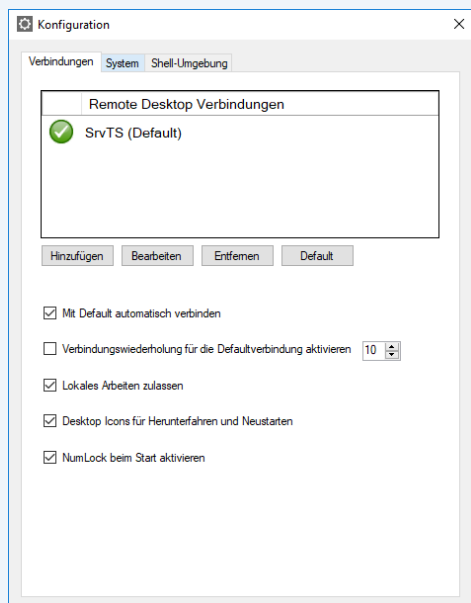 Konfiguration
Verbindungen System Shell-Umgebung
Remote Desktop Verbindungen
SrvTS (Default)
Hinzufügen Bearbeiten Entfernen Default
Mit Default automatisch verbinden
Verbindungswiederholung für die Defaultverbindung aktivieren 10
Lokales Arbeiten zulassen
Desktop Icons für Herunterfahren und Neustarten
NumLock beim Start aktivieren